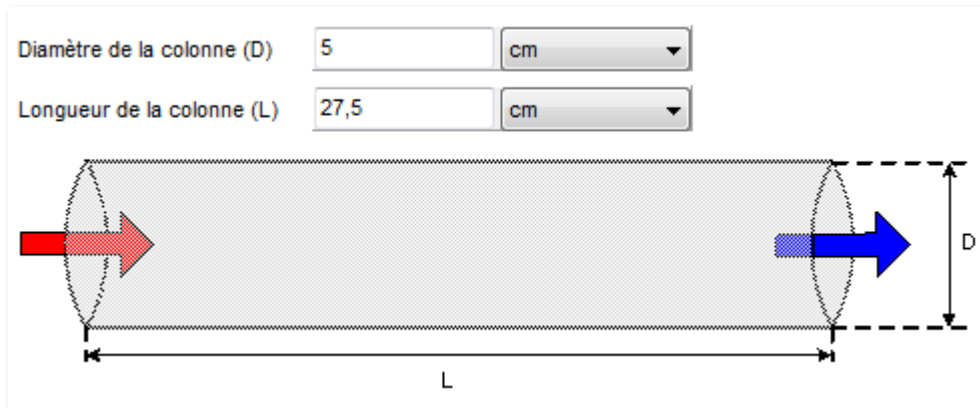 Diamètre de la colonne (D) 5 cm
Longueur de la colonne (L) 27,5 cm
D
L